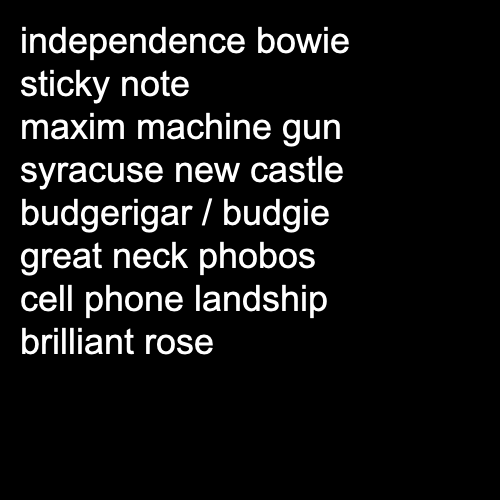 independence bowie
sticky note
maxim machine gun
syracuse new castle
budgerigar / budgie
great neck phobos
cell phone landship
brilliant rose